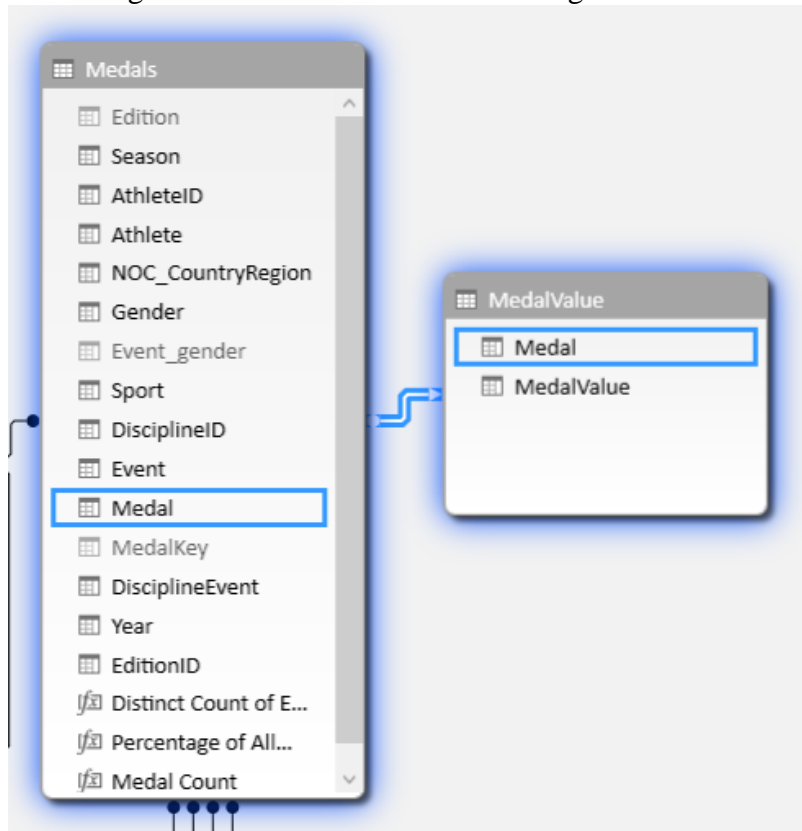 Medals
Edition
Season
AthleteID
Athlete
NOC_CountryRegion
Gender
Event_gender
Sport
DisciplineID
Event
Medal
MedalKey
DisciplineEvent
Year
EditionID
Distinct Count of E...
Percentage of All...
Medal Count
MedalValue
Medal
MedalValue